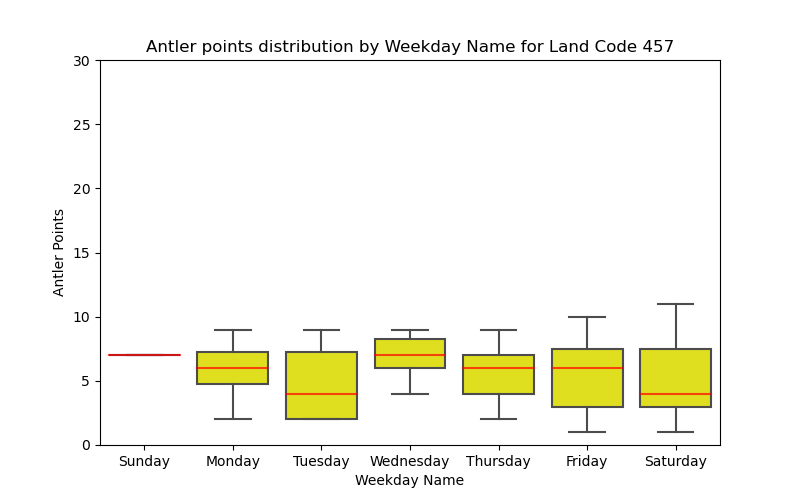 Antler points distribution by Weekday Name for Land Code 457
30
25
20
15
10
5
0
Antler Points
Sunday Monday Tuesday Wednesday Thursday Friday Saturday
Weekday Name